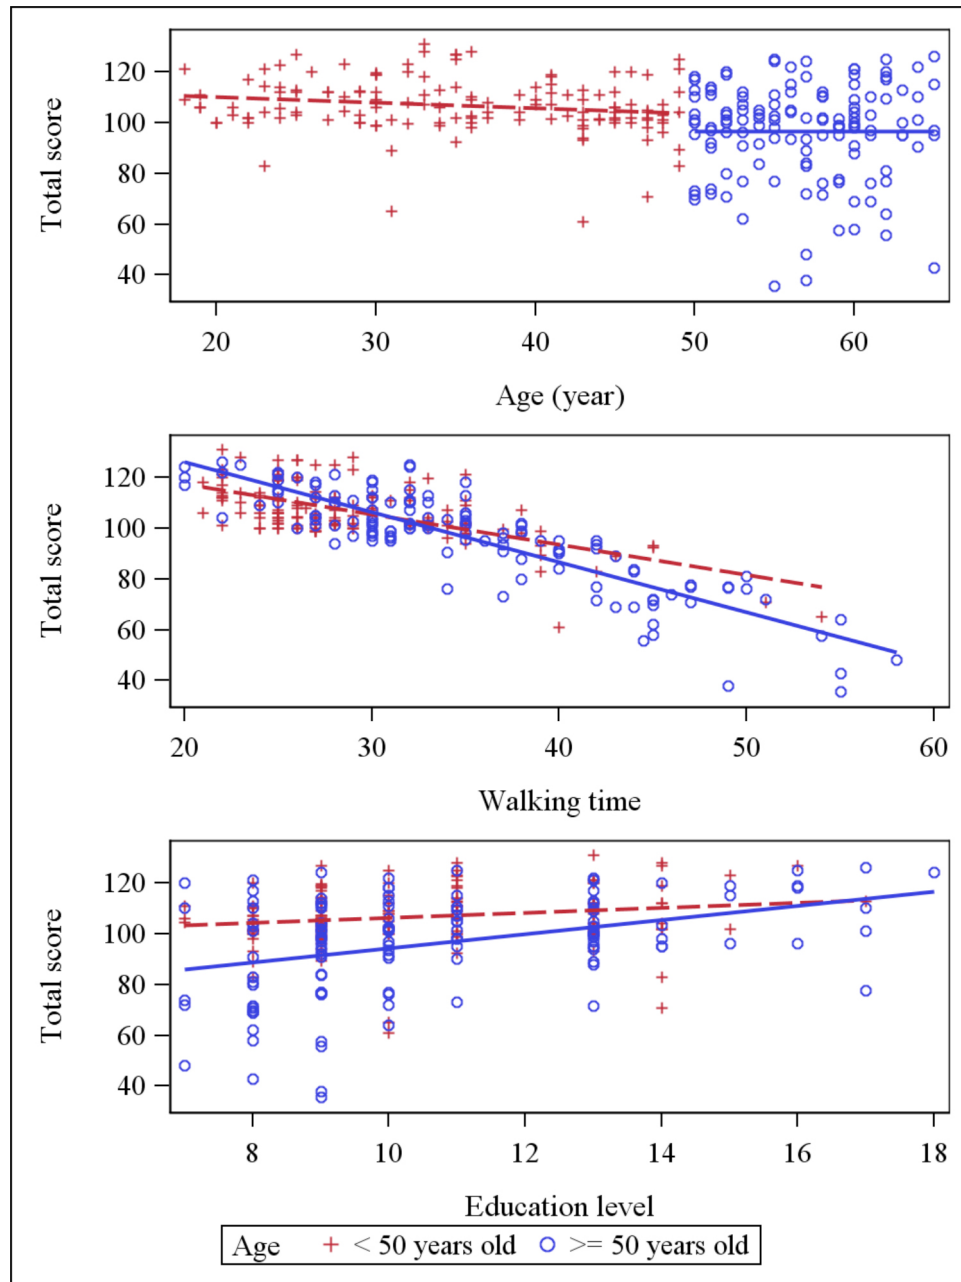 Total score
120
100
80
60
40
20 30 40 50 60
Age (year)
Total score
120
100
80
60
40
20 30 40 50 60
Walking time
Total score
120
100
80
60
40
8 10 12 14 16 18
Education level
Age + < 50 years old ○ >= 50 years old